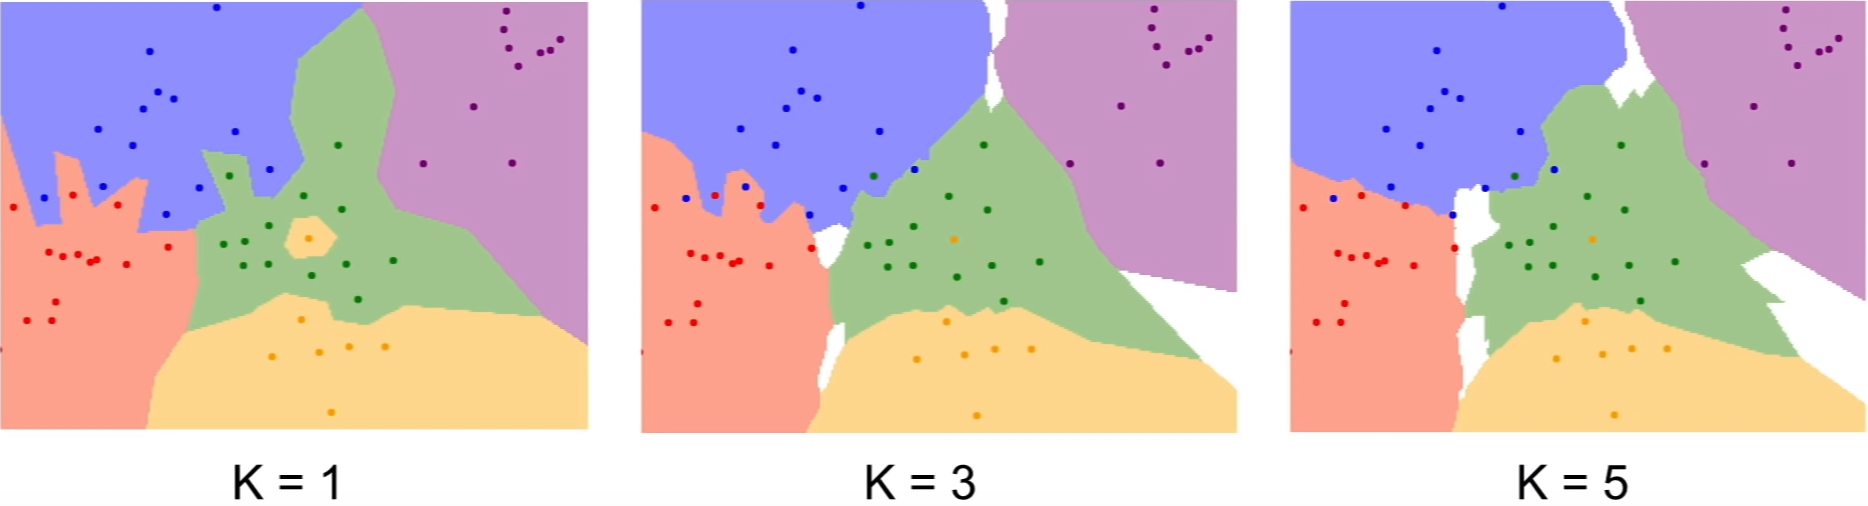 K = 1
K = 3
K = 5